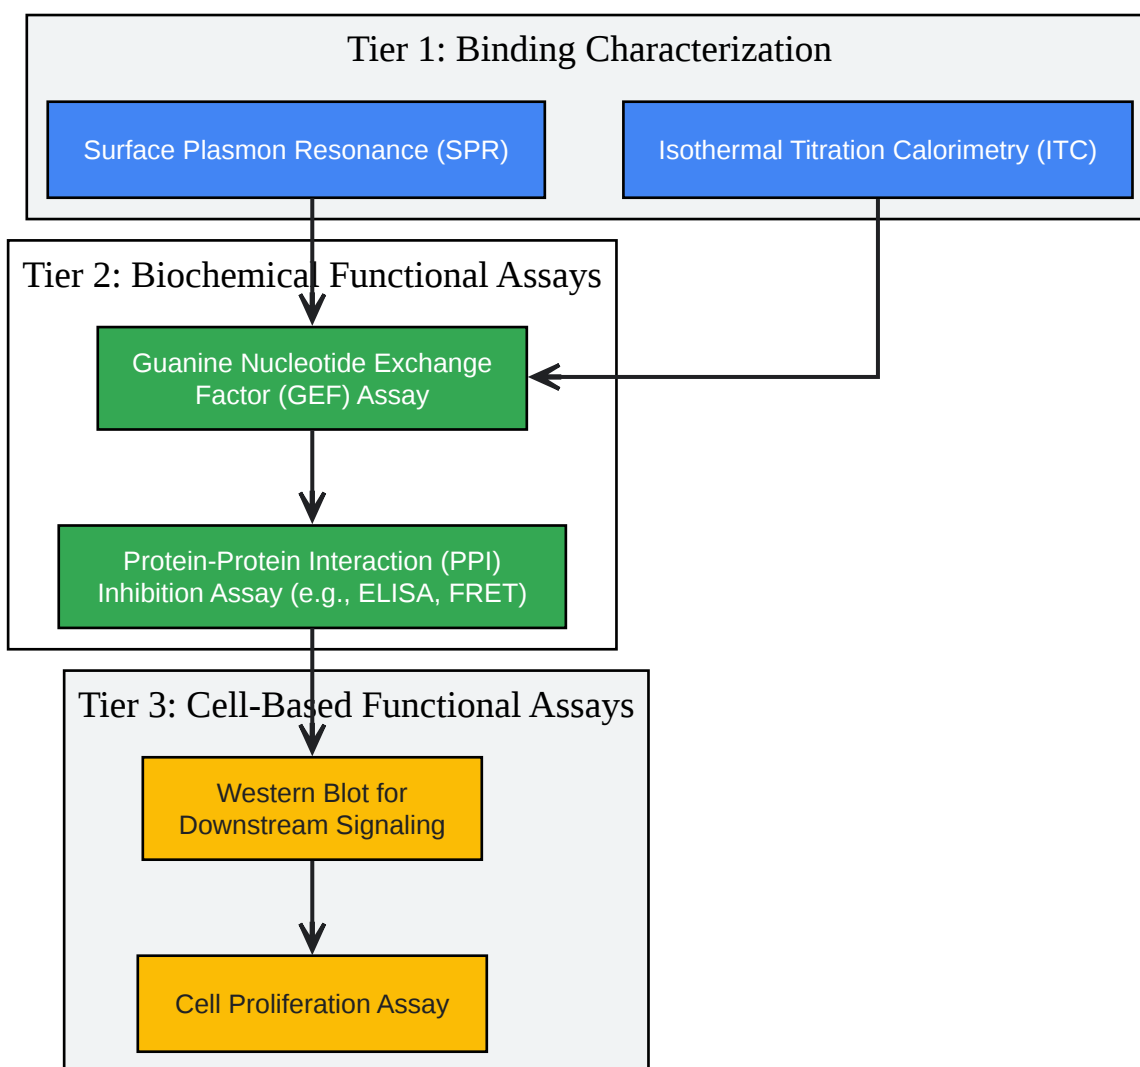 Tier 1: Binding Characterization
Surface Plasmon Resonance (SPR)
Isothermal Titration Calorimetry (ITC)
Tier 2: Biochemical Functional Assays
Guanine Nucleotide Exchange
Factor (GEF) Assay
Protein-Protein Interaction (PPI)
Inhibition Assay (e.g., ELISA, FRET)
Tier 3: Cell-Based Functional Assays
Western Blot for
Downstream Signaling
Cell Proliferation Assay